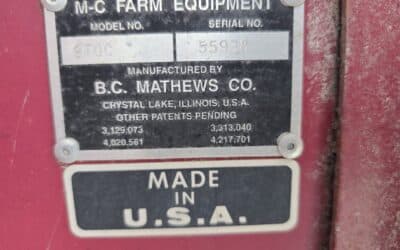 M-C FARM EQUIPMENT
MODEL NO. SERIAL NO.
MANUFACTURED BY
B.C. MATHEWS CO.
CRYSTAL LAKE, ILLINOIS, U.S.A.
OTHER PATENTS PENDING
3,129,073 3,313,040
4,020,561 4,217,701
MADE
IN
U.S.A.